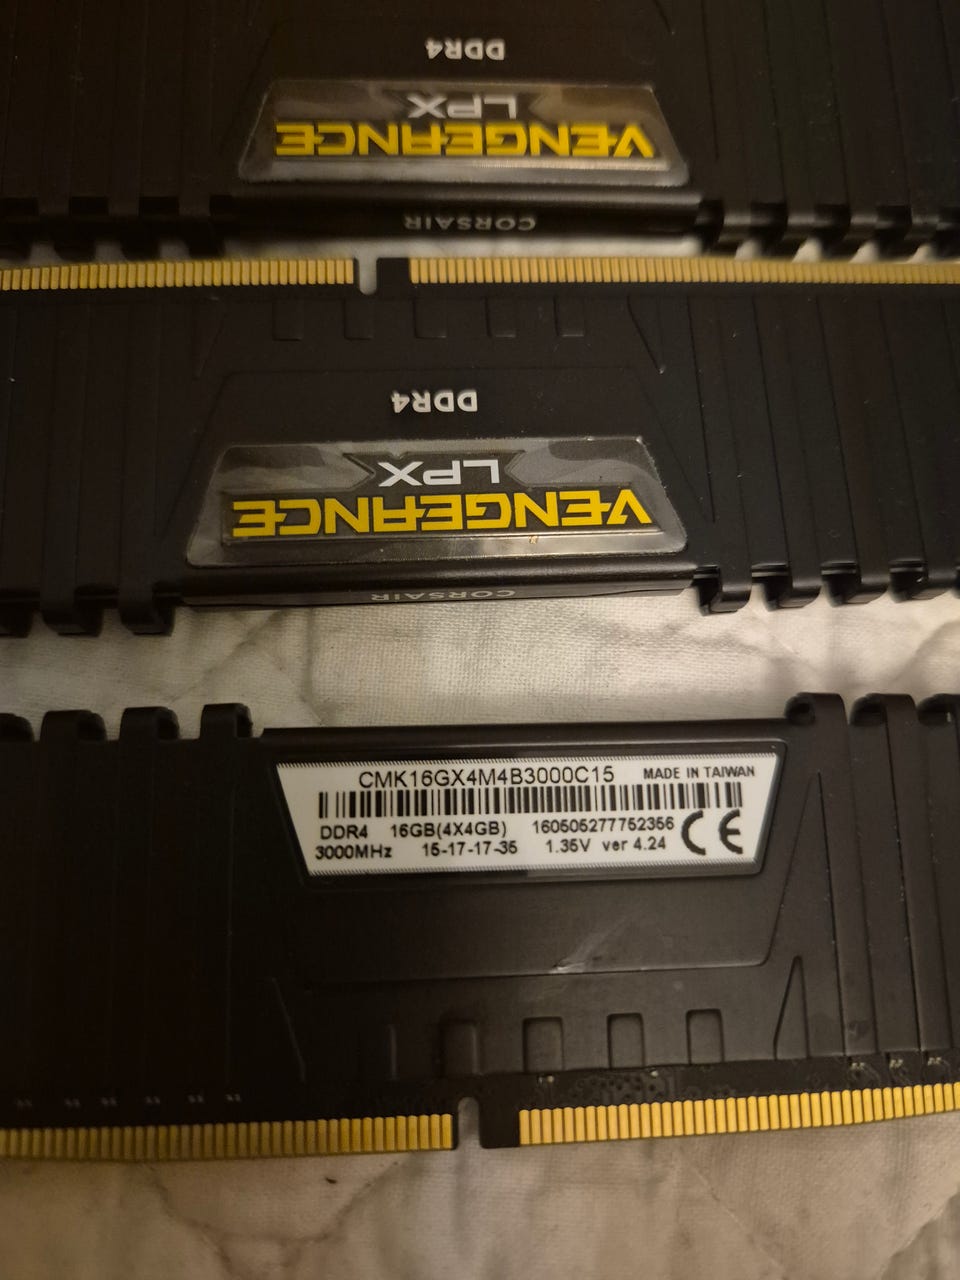 DDR4
LPX
VENGEANCE
CORSAIR
DDR4
LPX
VENGEANCE
CORSAIR
CMK16GX4M4B3000C15 MADE IN TAIWAN
DDR4 16GB(4X4GB)160505277752356 CE
3000MHz 15-17-17-35 1.35V ver 4.24